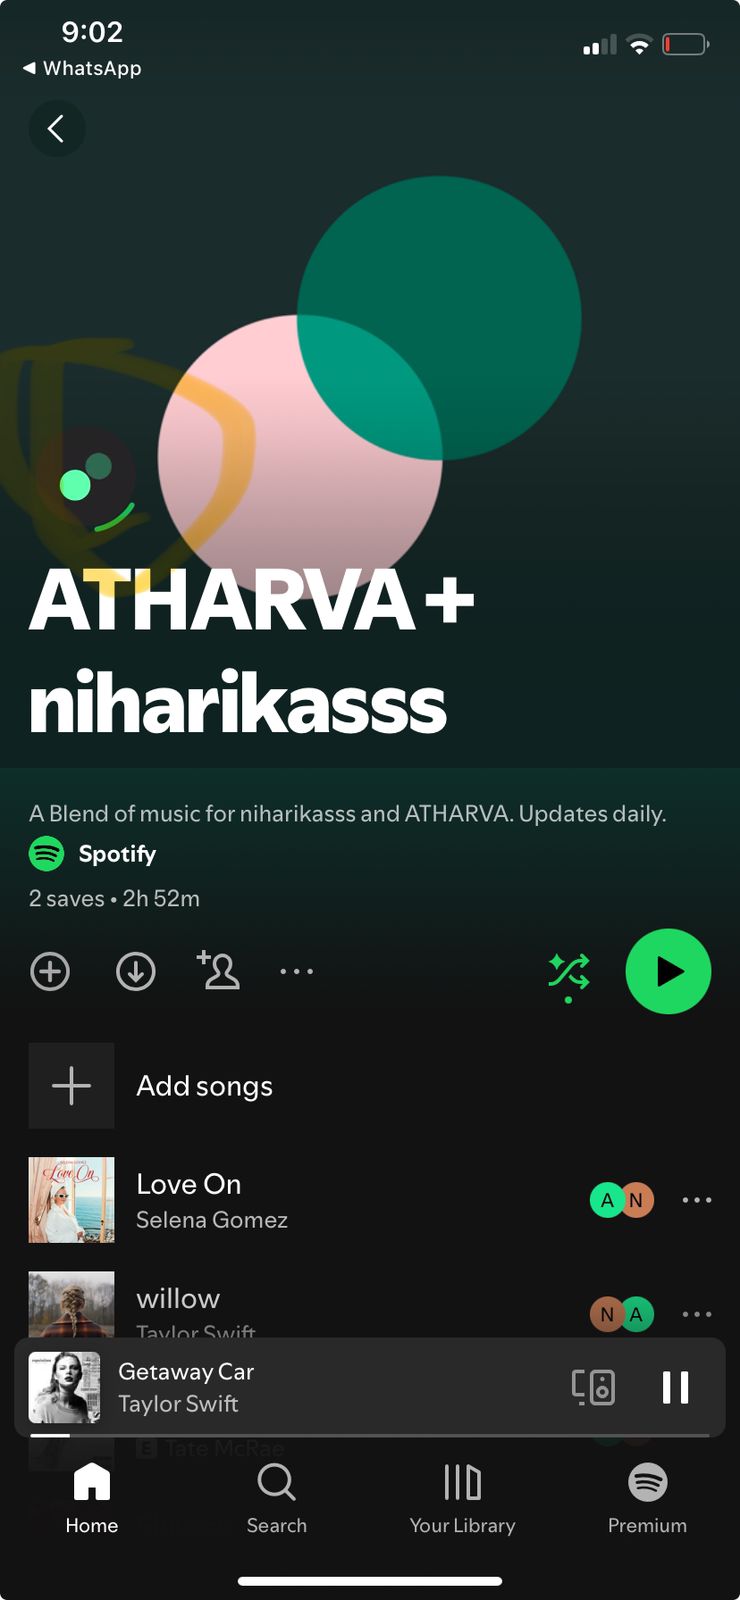 9:02
WhatsApp
ATHARVA +
niharikasss
A Blend of music for niharikasss and ATHARVA. Updates daily.
Spotify
2 saves • 2h 52m
Add songs
Love On
Love On
Selena Gomez
A N
willow
N A
Taylor Swift
Getaway Car
Taylor Swift
E Tate McRae
Home
Search
Your Library
Premium